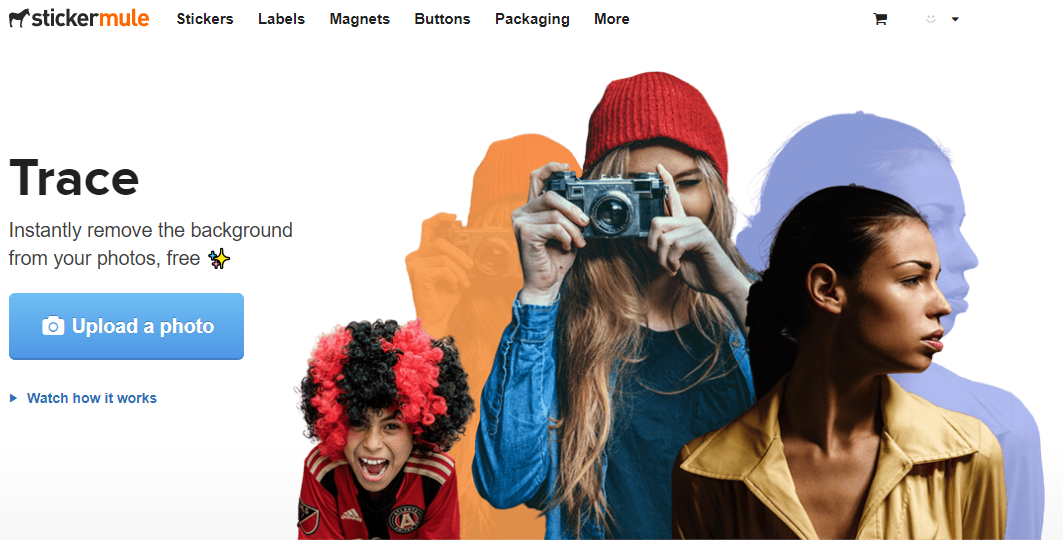 stickermule Stickers Labels Magnets Buttons Packaging More
Trace
Instantly remove the background
from your photos, free
Upload a photo
Watch how it works
ATLANTA